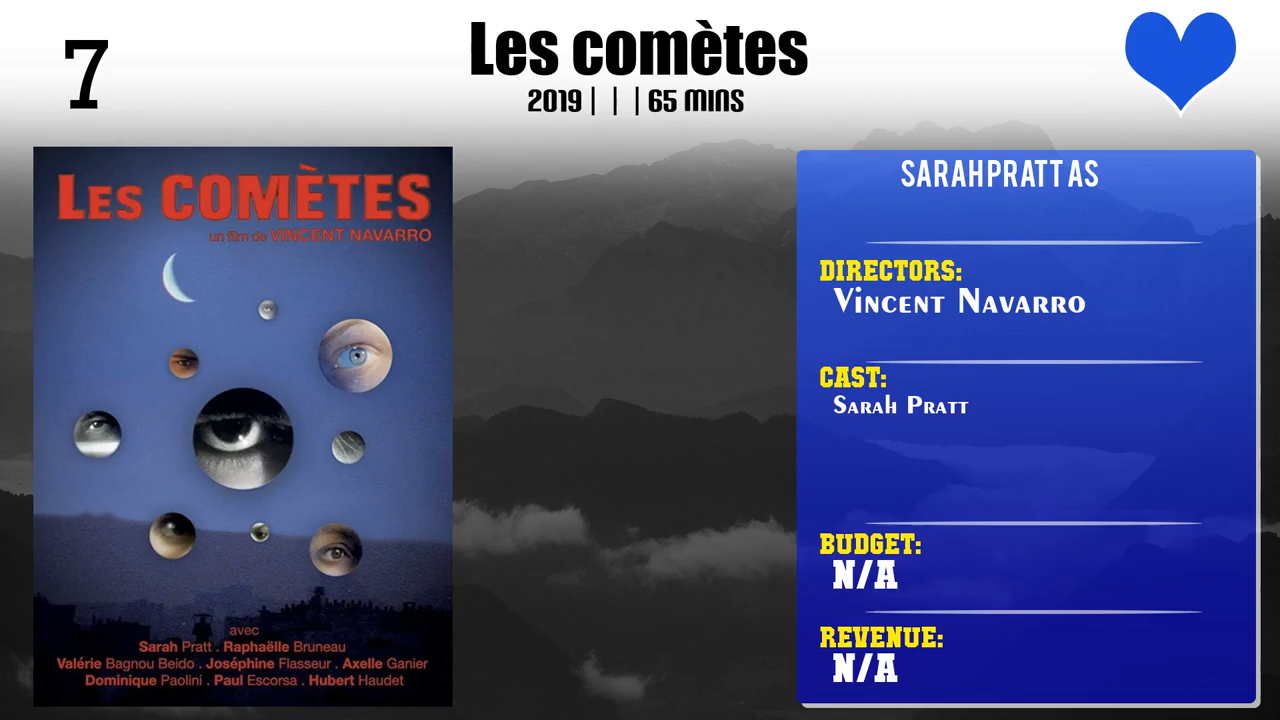 7
Les comètes
2019 | | | 65 mins
Les COMÈTES
un film de VINCENT NAVARRO
avec
Sarah Pratt . Raphaëlle Bruneau
Valérie Bagnou Beido . Joséphine Flasseur . Axelle Ganier
Dominique Paolini . Paul Escorsa . Hubert Haudet
SARAH PRATT AS
DIRECTORS:
Vincent Navarro
CAST:
Sarah Pratt
BUDGET:
N/A
REVENUE:
N/A